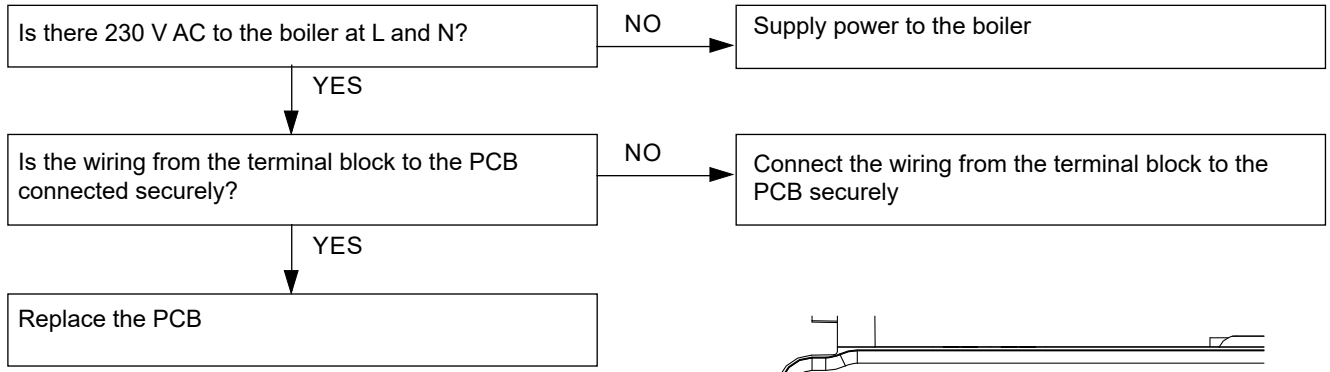 Is there 230 V AC to the boiler at L and N?
NO
Supply power to the boiler
YES
Is the wiring from the terminal block to the PCB
connected securely?
NO
Connect the wiring from the terminal block to the
PCB securely
YES
Replace the PCB